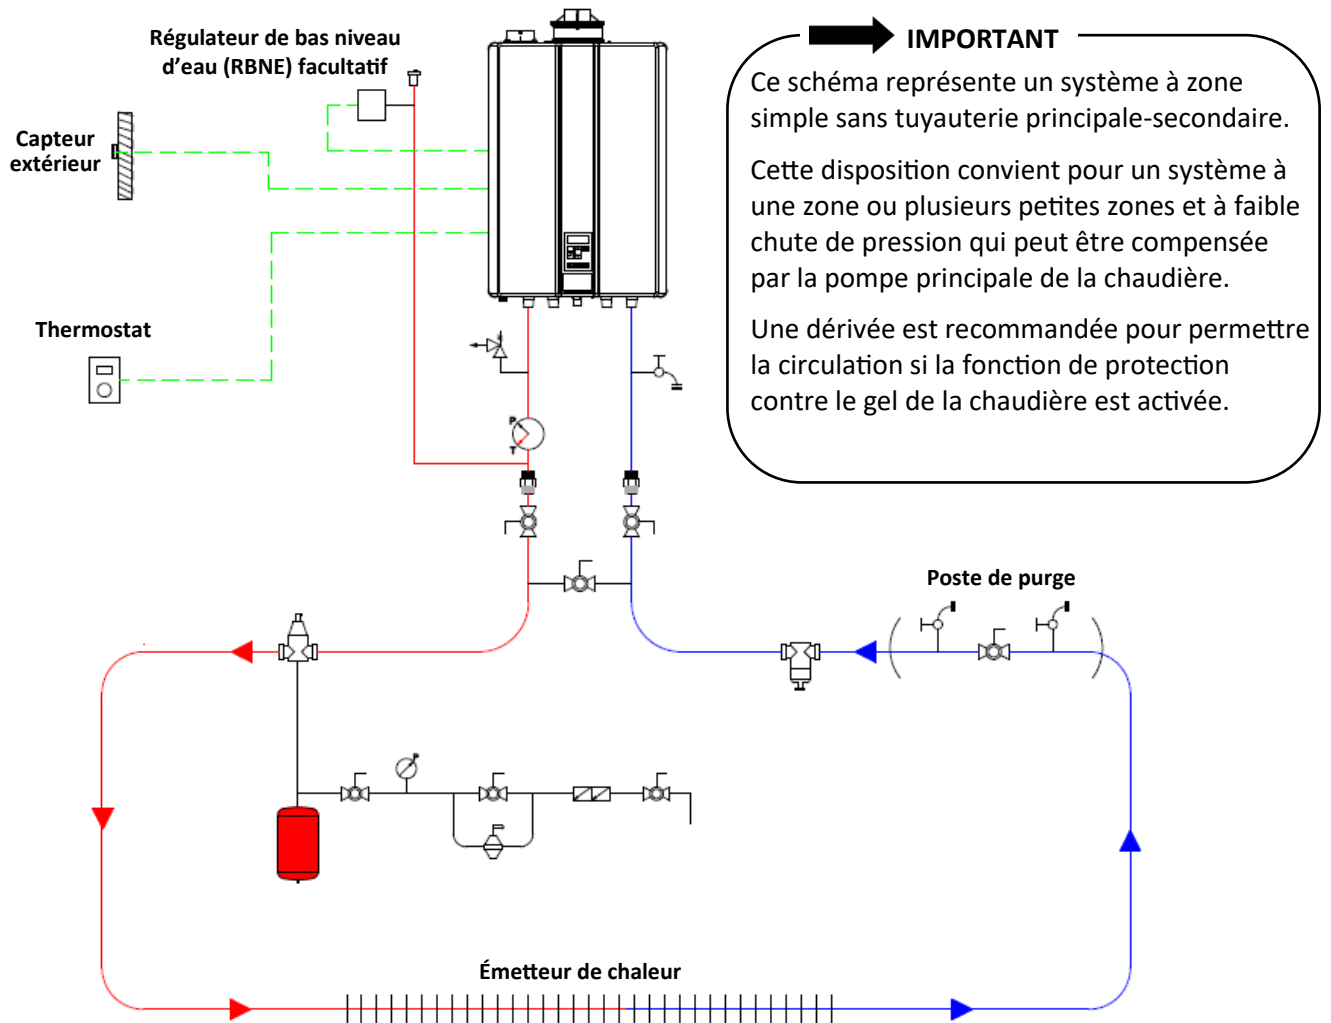 Régulateur de bas niveau
d'eau (RBNE) facultatif
Capteur
extérieur
Thermostat
IMPORTANT
Ce schéma représente un système à zone
simple sans tuyauterie principale-secondaire.
Cette disposition convient pour un système à
une zone ou plusieurs petites zones et à faible
chute de pression qui peut être compensée
par la pompe principale de la chaudière.
Une dérivée est recommandée pour permettre
la circulation si la fonction de protection
contre le gel de la chaudière est activée.
P
T
Poste de purge
P
Émetteur de chaleur